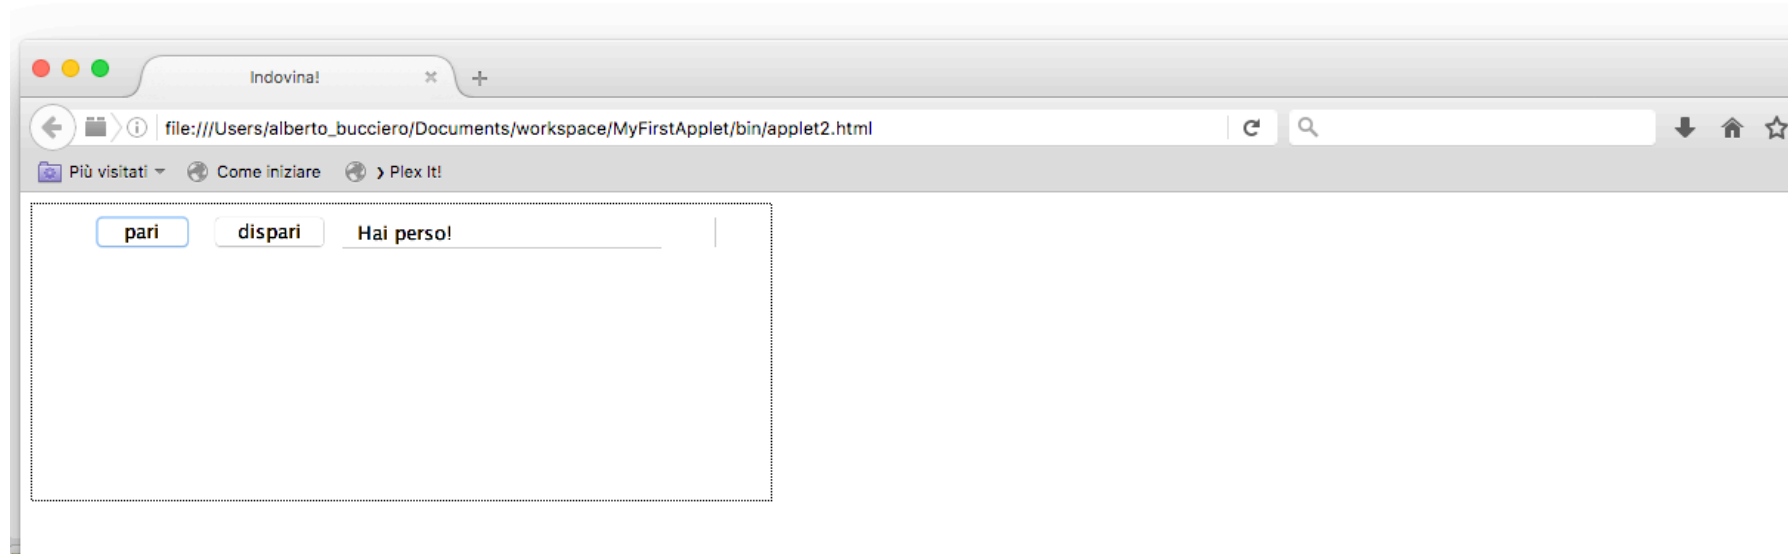 Indovina!
file:///Users/alberto_bucciero/Documents/workspace/MyFirstApplet/bin/applet2.html
Più visitati Come iniziare › Plex It!
pari dispari Hai perso!